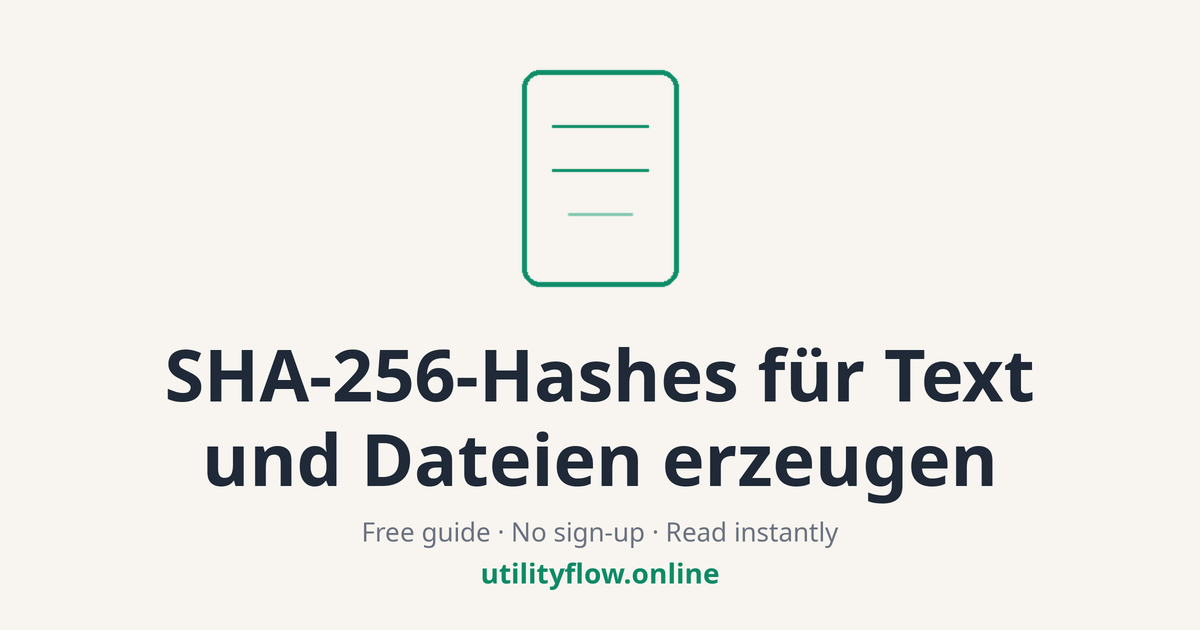 SHA-256-Hashes für Text
und Dateien erzeugen
Free guide · No sign-up · Read instantly
utilityflow.online